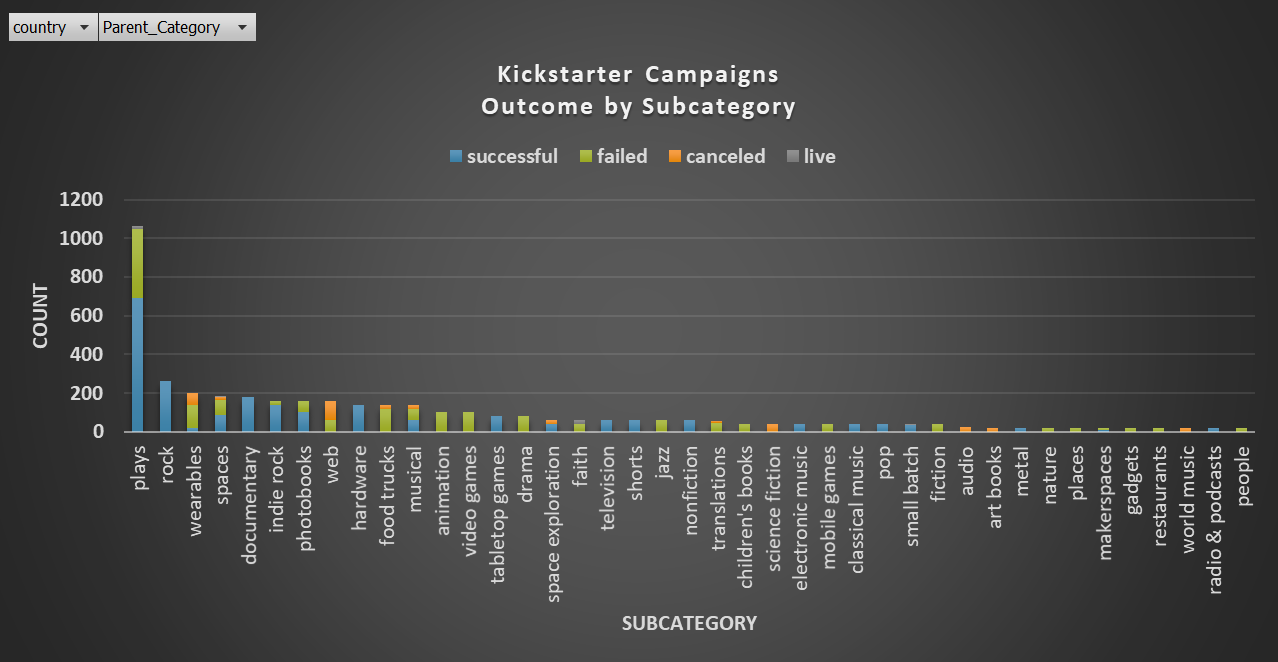 country Parent_Category
Kickstarter Campaigns
Outcome by Subcategory
successful failed canceled live
1200
1000
800
600
400
200
0
COUNT
plays
rock
wearables
spaces
documentary
indie rock
photobooks
web
hardware
food trucks
musical
animation
video games
tabletop games
drama
space exploration
faith
television
shorts
jazz
nonfiction
translations
children's books
science fiction
electronic music
mobile games
classical music
pop
small batch
fiction
audio
art books
metal
nature
places
makerspaces
gadgets
restaurants
world music
radio & podcasts
people
SUBCATEGORY